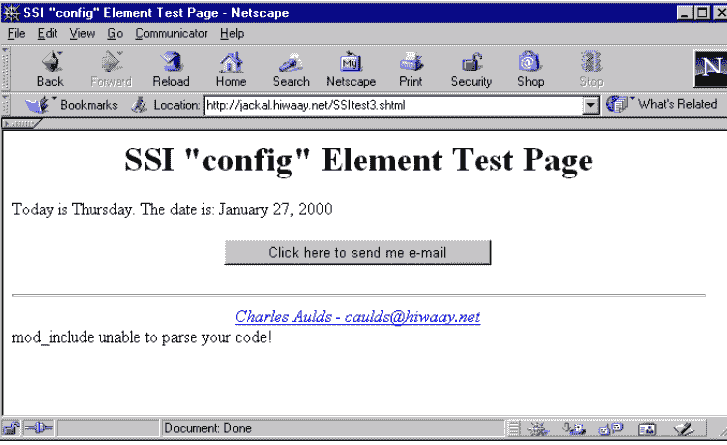 SSI "config" Element Test Page - Netscape
File Edit View Go Communicator Help
Back Forward Reload Home Search Netscape Print Security Shop Stop
My
N
Bookmarks Location: http://jackal.hiwaay.net/SSItest3.shtml What's Related
SSI "config" Element Test Page
Today is Thursday. The date is: January 27, 2000
Click here to send me e-mail
Charles Aulds - caulds@hiwaay.net
mod_include unable to parse your code!
Document: Done